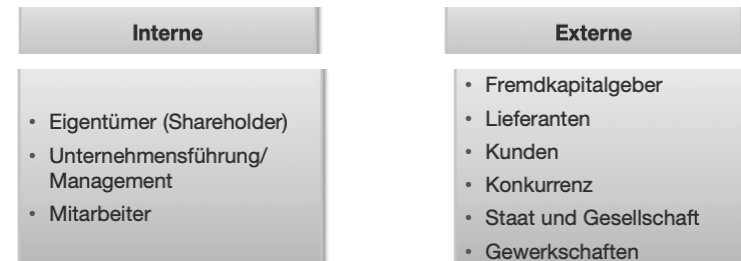 Interne
• Eigentümer (Shareholder)
• Unternehmensführung/
Management
• Mitarbeiter
Externe
• Fremdkapitalgeber
• Lieferanten
• Kunden
• Konkurrenz
• Staat und Gesellschaft
• Gewerkschaften